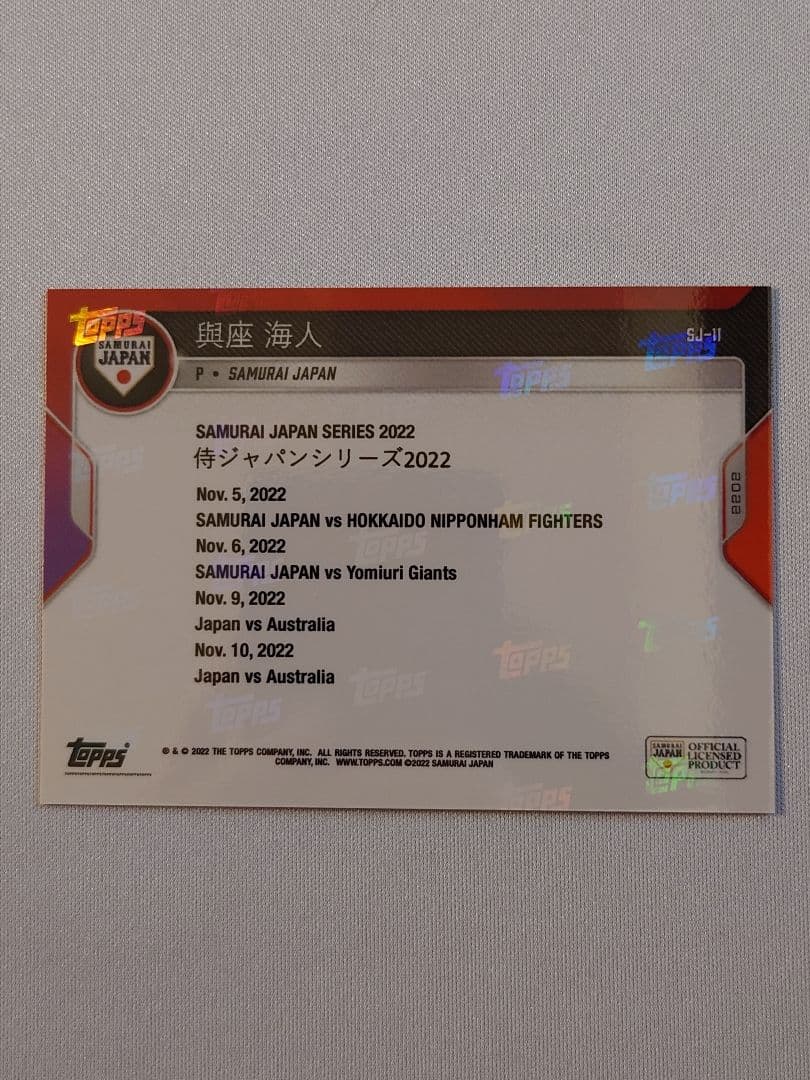 Topps
SAMURAI
JAPAN
與座 海人
SJ-11
P • SAMURAI JAPAN
SAMURAI JAPAN SERIES 2022
侍ジャパンシリーズ2022
Nov. 5, 2022
SAMURAI JAPAN vs HOKKAIDO NIPPONHAM FIGHTERS
Nov. 6, 2022
SAMURAI JAPAN vs Yomiuri Giants
Nov. 9, 2022
Japan vs Australia
Nov. 10, 2022
Japan vs Australia
2022
Topps
® & © 2022 THE TOPPS COMPANY, INC. ALL RIGHTS RESERVED. TOPPS IS A REGISTERED TRADEMARK OF THE TOPPS
COMPANY, INC. WWW.TOPPS.COM ©2022 SAMURAI JAPAN
SAMURAI
JAPAN
OFFICIAL
LICENSED
PRODUCT